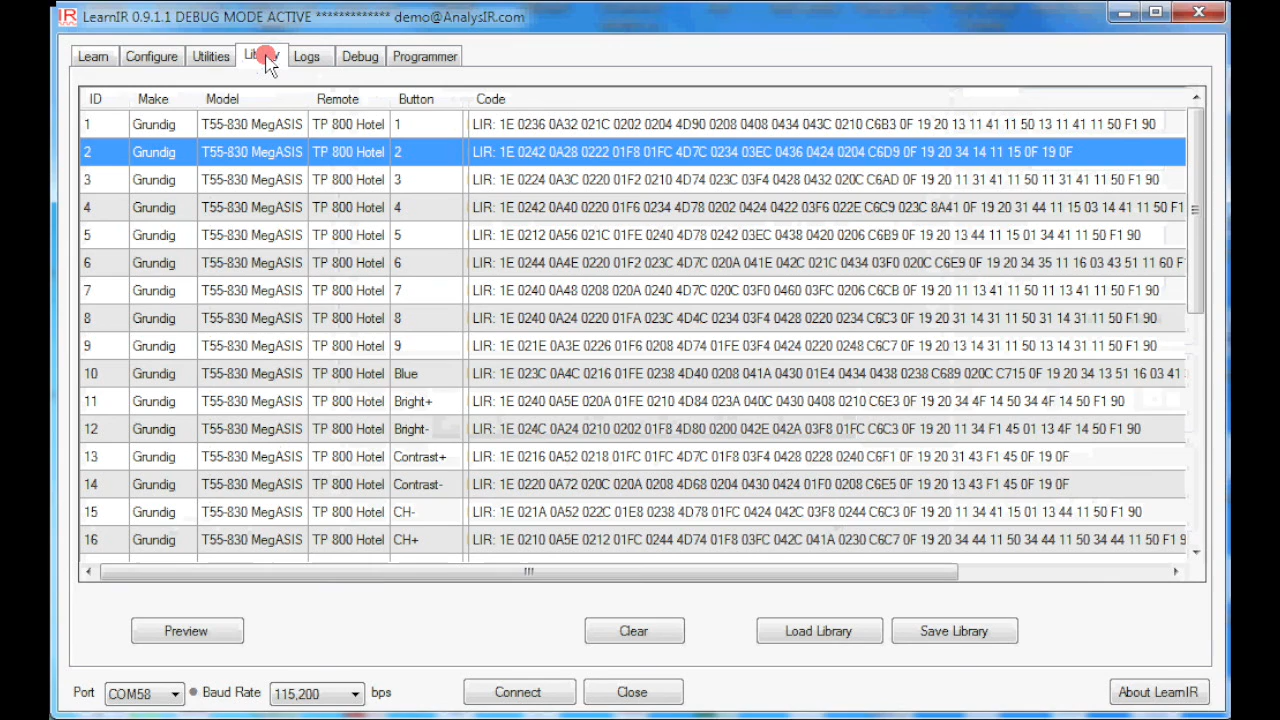 IR LearnIR 0.9.1.1 DEBUG MODE ACTIVE ************* demo@AnalysIR.com
Learn Configure Utilities Logs Debug Programmer
ID Make Model Remote Button Code
1 Grundig T55-830 MegASIS TP 800 Hotel 1 LIR: 1E 0236 0A32 021C 0202 0204 4D90 0208 0408 0434 043C 0210 C6B3 0F 19 20 13 11 41 11 50 13 11 41 11 50 F1 90
2 Grundig T55-830 MegASIS TP 800 Hotel 2 LIR: 1E 0242 0A28 0222 01F8 01FC 4D7C 0234 03EC 0436 0424 0204 C6D9 0F 19 20 34 14 11 15 0F 19 0F
3 Grundig T55-830 MegASIS TP 800 Hotel 3 LIR: 1E 0224 0A3C 0220 01F2 0210 4D74 023C 03F4 0428 0432 020C C6AD 0F 19 20 11 31 41 11 50 11 31 41 11 50 F1 90
4 Grundig T55-830 MegASIS TP 800 Hotel 4 LIR: 1E 0242 0A40 0220 01F6 0234 4D78 0202 0424 0422 03F6 022E C6C9 023C 8A41 0F 19 20 31 44 11 15 03 14 41 11 50 F1
5 Grundig T55-830 MegASIS TP 800 Hotel 5 LIR: 1E 0212 0A56 021C 01FE 0240 4D78 0242 03EC 0438 0420 0206 C6B9 0F 19 20 13 44 11 15 01 34 41 11 50 F1 90
6 Grundig T55-830 MegASIS TP 800 Hotel 6 LIR: 1E 0244 0A4E 0220 01F2 023C 4D7C 020A 041E 042C 021C 0434 03F0 020C C6E9 0F 19 20 34 35 11 16 03 43 51 11 60 F
7 Grundig T55-830 MegASIS TP 800 Hotel 7 LIR: 1E 0240 0A48 0208 020A 0240 4D7C 020C 03F0 0460 03FC 0206 C6CB 0F 19 20 11 13 41 11 50 11 13 41 11 50 F1 90
8 Grundig T55-830 MegASIS TP 800 Hotel 8 LIR: 1E 0240 0A24 0220 01FA 023C 4D4C 0234 03F4 0428 0220 0234 C6C3 0F 19 20 31 14 31 11 50 31 14 31 11 50 F1 90
9 Grundig T55-830 MegASIS TP 800 Hotel 9 LIR: 1E 021E 0A3E 0226 01F6 0208 4D74 01FE 03F4 0424 0220 0248 C6C7 0F 19 20 13 14 31 11 50 13 14 31 11 50 F1 90
10 Grundig T55-830 MegASIS TP 800 Hotel Blue LIR: 1E 023C 0A4C 0216 01FE 0238 4D40 0208 041A 0430 01E4 0434 0438 0238 C689 020C C715 0F 19 20 34 13 51 16 03 41
11 Grundig T55-830 MegASIS TP 800 Hotel Bright+ LIR: 1E 0240 0A5E 020A 01FE 0210 4D84 023A 040C 0430 0408 0210 C6E3 0F 19 20 34 4F 14 50 34 4F 14 50 F1 90
12 Grundig T55-830 MegASIS TP 800 Hotel Bright- LIR: 1E 024C 0A24 0210 0202 01F8 4D80 0200 042E 042A 03F8 01FC C6C3 0F 19 20 11 34 F1 45 01 13 4F 14 50 F1 90
13 Grundig T55-830 MegASIS TP 800 Hotel Contrast+ LIR: 1E 0216 0A52 0218 01FC 01FC 4D7C 01F8 03F4 0428 0228 0240 C6F1 0F 19 20 31 43 F1 45 0F 19 0F
14 Grundig T55-830 MegASIS TP 800 Hotel Contrast- LIR: 1E 0220 0A72 020C 020A 0208 4D68 0204 0430 0424 01F0 0208 C6E5 0F 19 20 13 43 F1 45 0F 19 0F
15 Grundig T55-830 MegASIS TP 800 Hotel CH- LIR: 1E 021A 0A52 022C 01E8 0238 4D78 01FC 0424 042C 03F8 0244 C6C3 0F 19 20 11 34 41 15 01 13 44 11 50 F1 90
16 Grundig T55-830 MegASIS TP 800 Hotel CH+ LIR: 1E 0210 0A5E 0212 01FC 0244 4D74 01F8 03FC 042C 041A 0230 C6C7 0F 19 20 34 44 11 50 34 44 11 50 34 44 11 50 F1 9
Preview Clear Load Library Save Library
Port COM58 Baud Rate 115,200 bps Connect Close About LearnIR